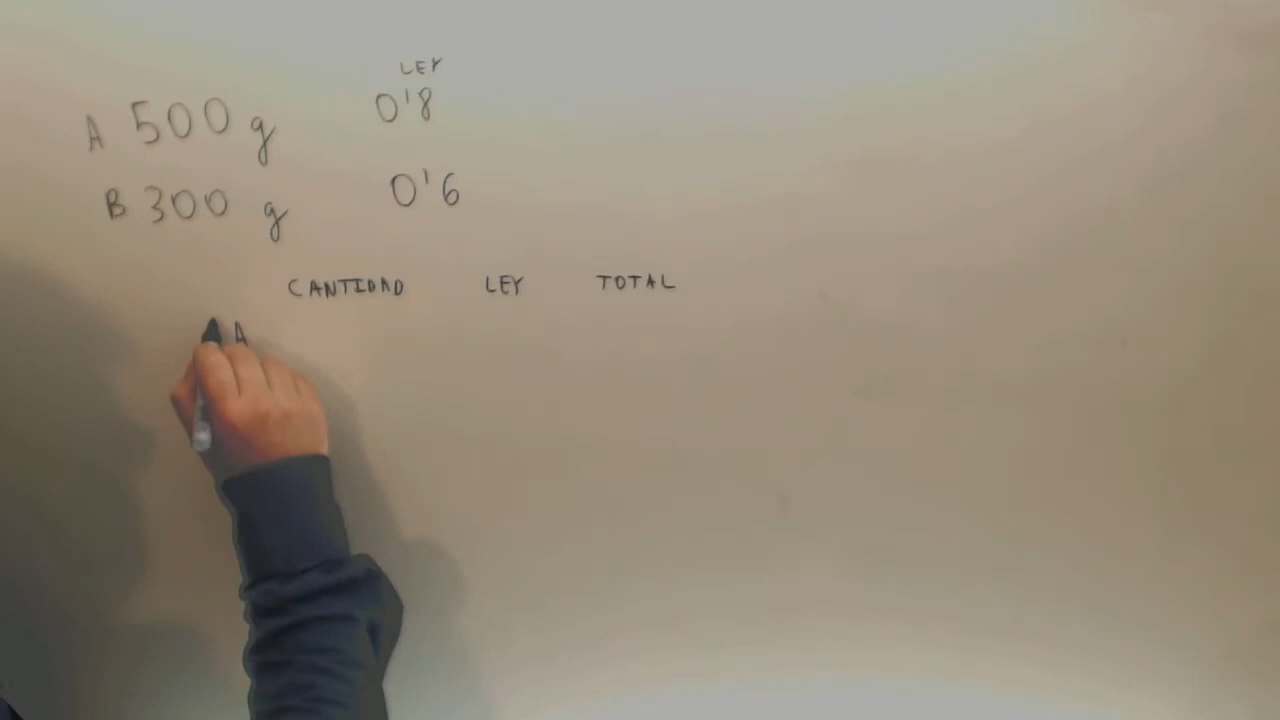 LEY
A 500 g 0'8
B 300 g 0'6
CANTIDAD LEY TOTAL
A